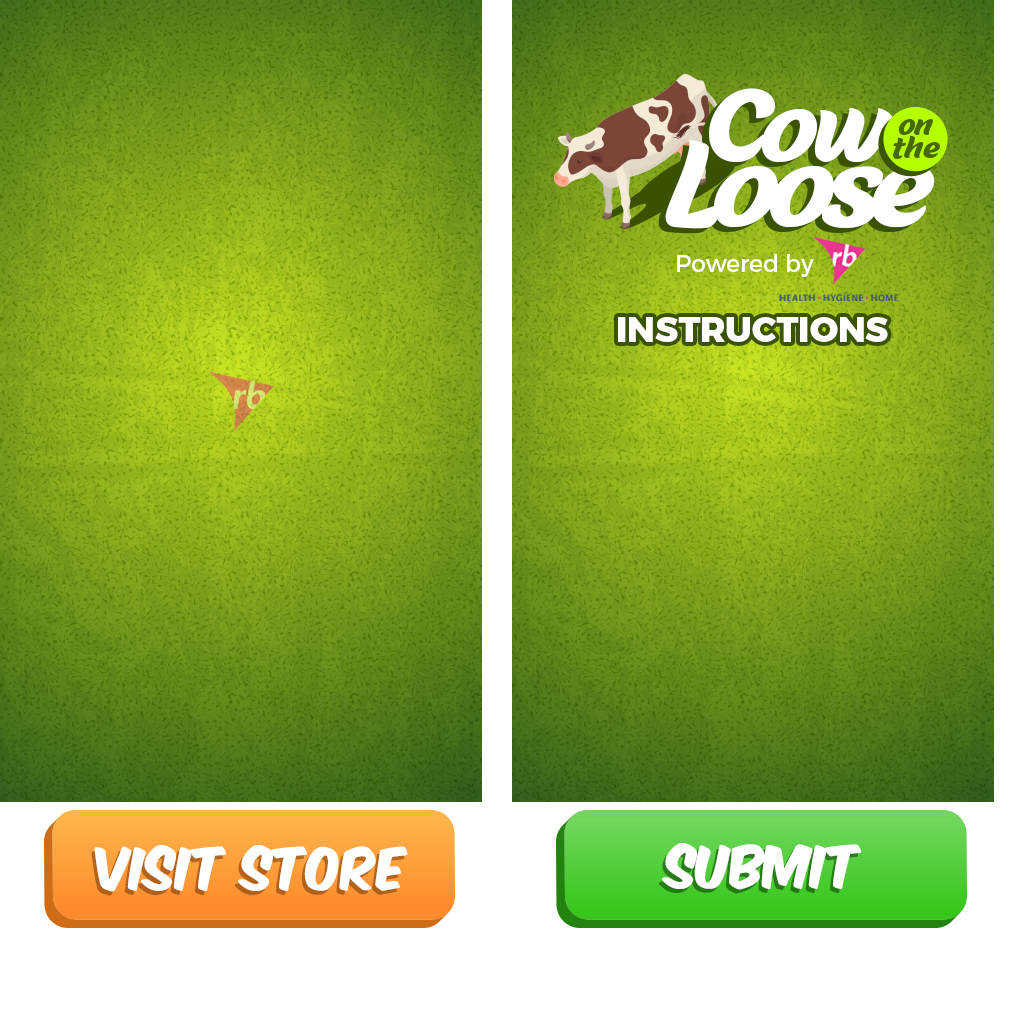 rb
Cow
on
the
Loose
Powered by rb
HEALTH · HYGIENE · HOME
INSTRUCTIONS
VISIT STORE
SUBMIT